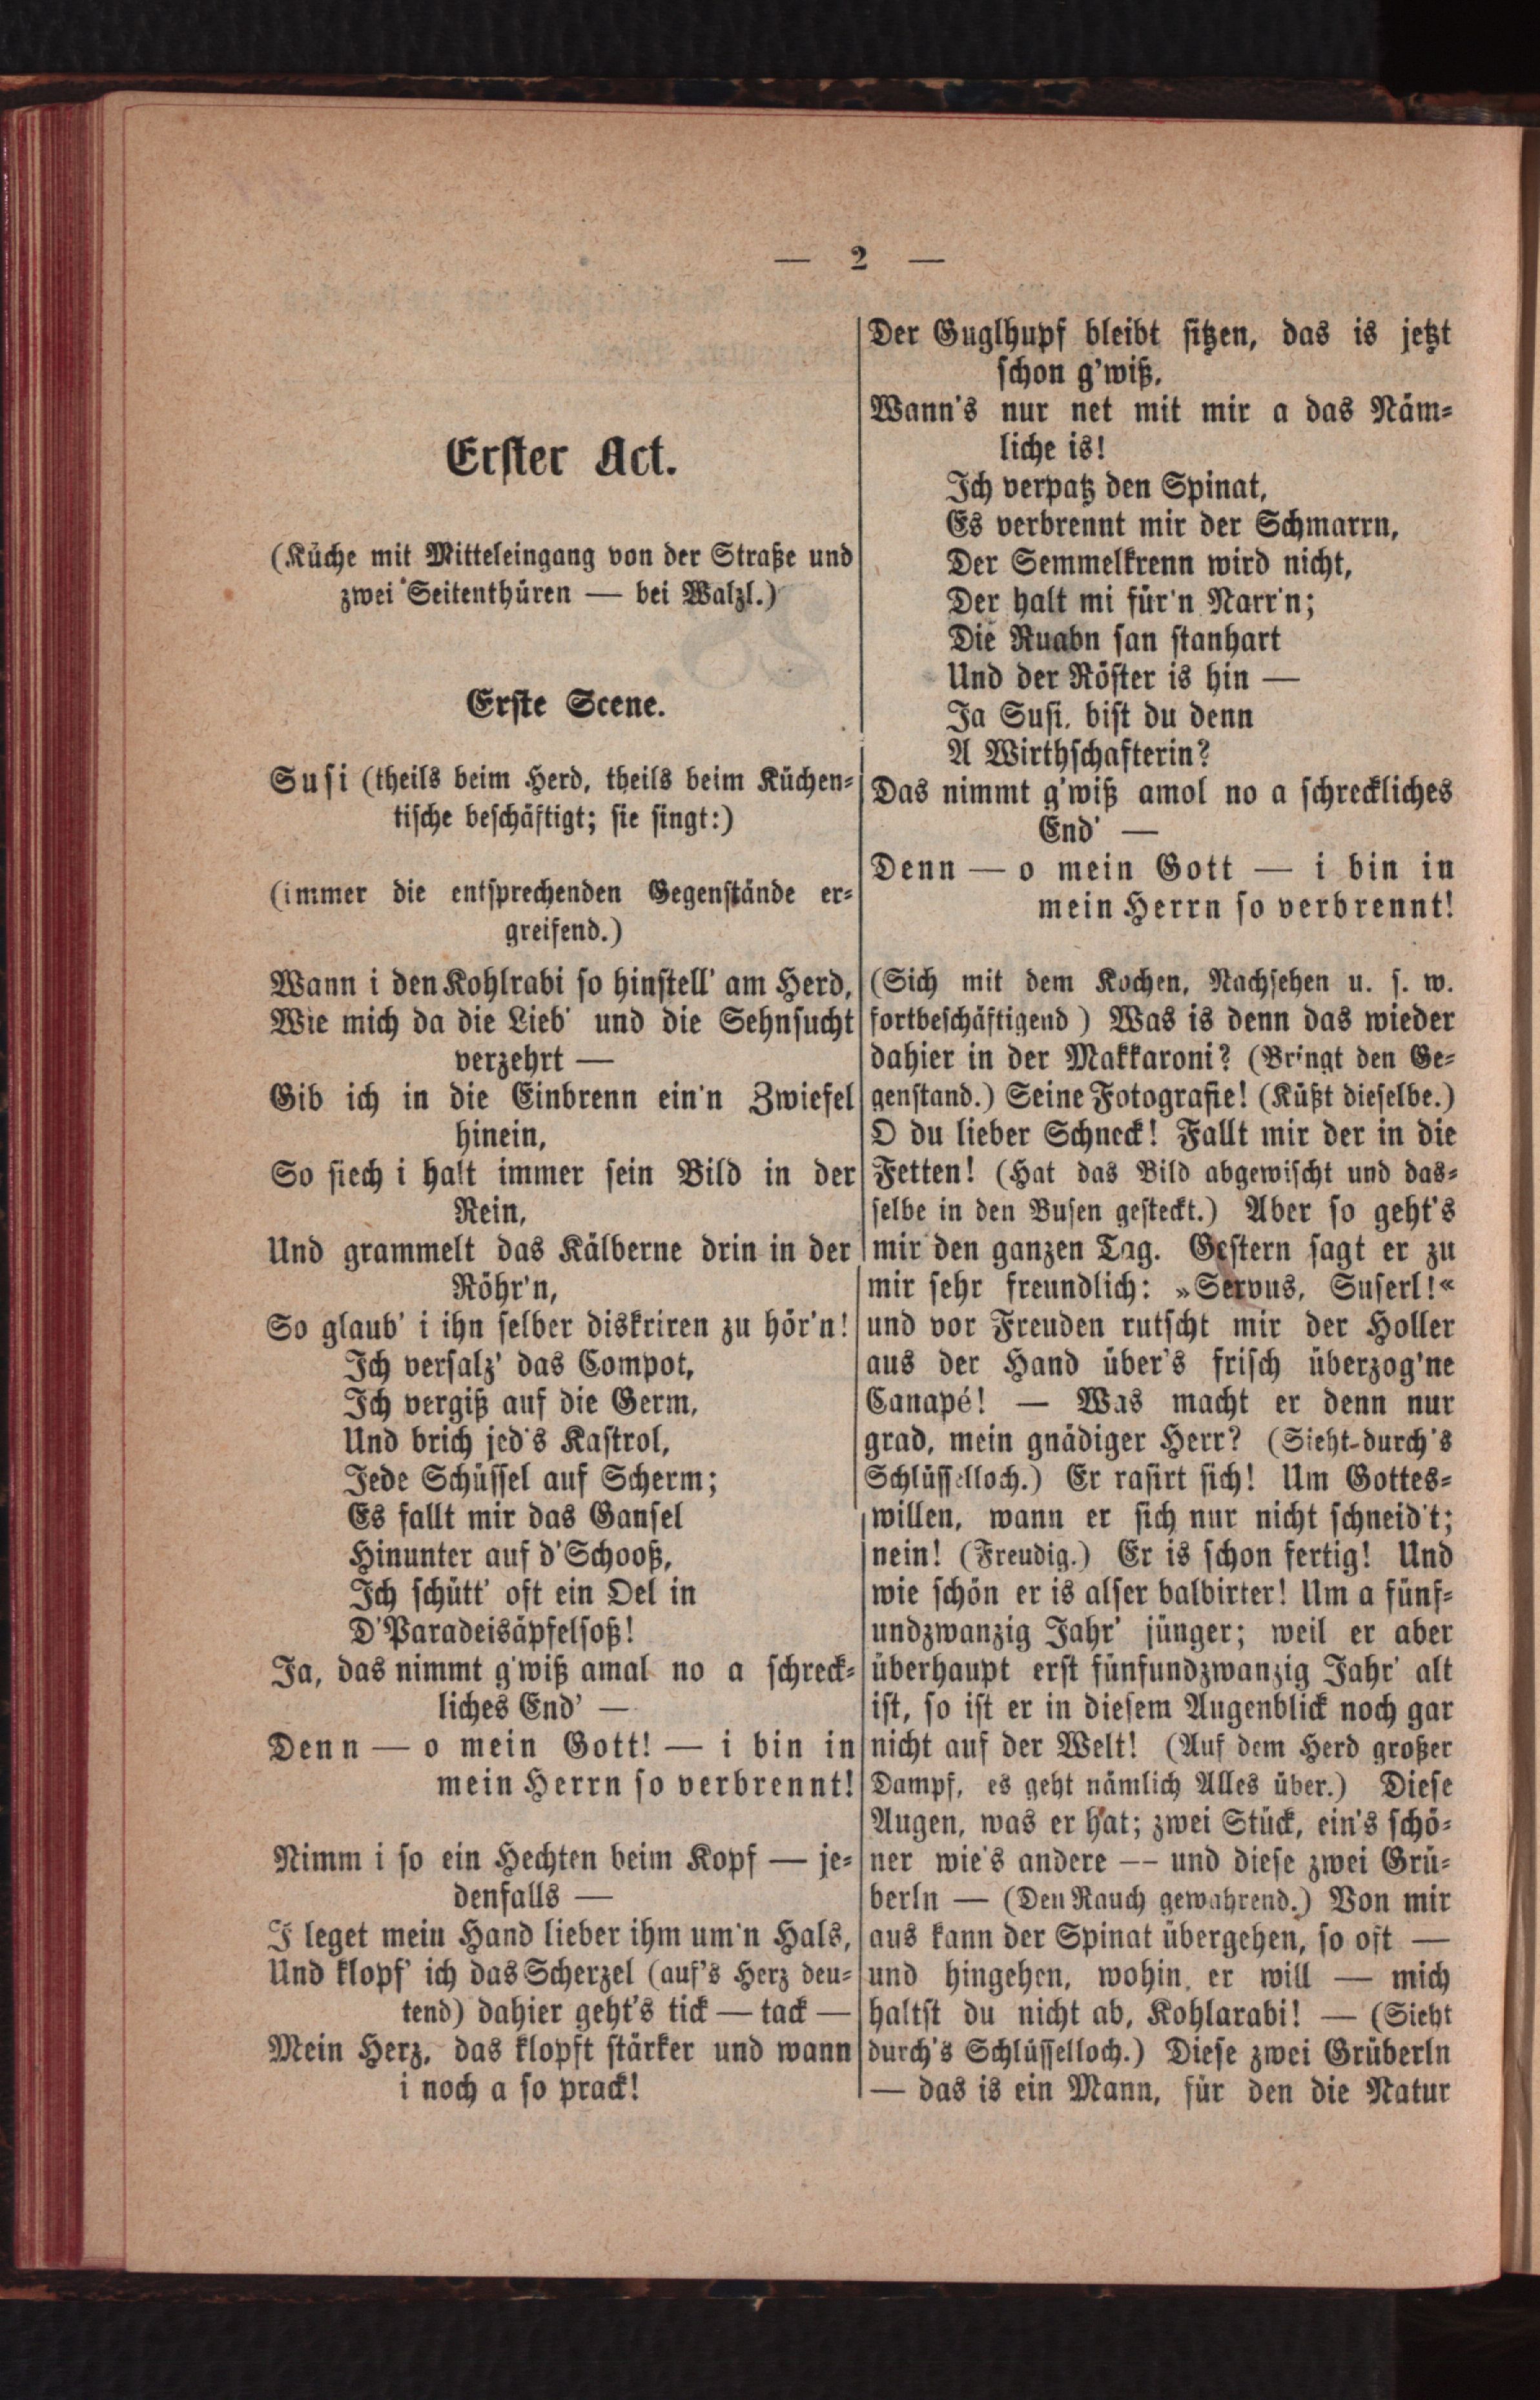 — 2 —
Erster Act.
(Küche mit Mitteleingang von der Straße und
zwei Seitenthüren — bei Walzl.)
Erste Scene.
Susi (theils beim Herd, theils beim Küchen-
tische beschäftigt; sie singt:)
(immer die entsprechenden Gegenstände er-
greifend.)
Wann i den Kohlrabi so hinstell' am Herd,
Wie mich da die Lieb' und die Sehnsucht
verzehrt —
Gib ich in die Einbrenn ein'n Zwiefel
hinein,
So siech i halt immer sein Bild in der
Rein,
Und grammelt das Kälberne drin in der
Röhr'n,
So glaub' i ihn selber diskriren zu hör'n!
Ich versalz' das Compot,
Ich vergiß auf die Germ,
Und brich jed's Kastrol,
Jede Schüssel auf Scherm;
Es fallt mir das Gansel
Hinunter auf d'Schooß,
Ich schütt' oft ein Oel in
D'Paradeisäpfelsoß!
Ja, das nimmt g'wiß amal no a schreck-
liches End' —
Denn — o mein Gott! — i bin in
mein Herrn so verbrennt!
Nimm i so ein Hechten beim Kopf — je-
denfalls —
I leget mein Hand lieber ihm um'n Hals,
Und klopf' ich das Scherzel (auf's Herz deu-
tend) dahier geht's tick — tack —
Mein Herz, das klopft stärker und wann
i noch a so prack!
Der Guglhupf bleibt sitzen, das is jetzt
schon g'wiß,
Wann's nur net mit mir a das Näm-
liche is!
Ich verpatz den Spinat,
Es verbrennt mir der Schmarrn,
Der Semmelkrenn wird nicht,
Der halt mi für'n Narr'n;
Die Ruabn san stanhart
Und der Röster is hin —
Ja Susi, bist du denn
A Wirthschafterin?
Das nimmt g'wiß amol no a schreckliches
End' —
Denn — o mein Gott — i bin in
mein Herrn so verbrennt!
(Sich mit dem Kochen, Nachsehen u. s. w.
fortbeschäftigend) Was is denn das wieder
dahier in der Makkaroni? (Bringt den Ge-
genstand.) Seine Fotografie! (Küßt dieselbe.)
O du lieber Schneck! Fallt mir der in die
Fetten! (Hat das Bild abgewischt und das-
selbe in den Busen gesteckt.) Aber so geht's
mir den ganzen Tag. Gestern sagt er zu
mir sehr freundlich: »Servus, Suserl!«
und vor Freuden rutscht mir der Holler
aus der Hand über's frisch überzog'ne
Canapé! — Was macht er denn nur
grad, mein gnädiger Herr? (Sieht durch's
Schlüsselloch.) Er rasirt sich! Um Gottes-
willen, wann er sich nur nicht schneid't;
nein! (Freudig.) Er is schon fertig! Und
wie schön er is alser balbirter! Um a fünf-
undzwanzig Jahr' jünger; weil er aber
überhaupt erst fünfundzwanzig Jahr' alt
ist, so ist er in diesem Augenblick noch gar
nicht auf der Welt! (Auf dem Herd großer
Dampf, es geht nämlich Alles über.) Diese
Augen, was er hat; zwei Stück, ein's schö-
ner wie's andere — und diese zwei Grü-
berln — (Den Rauch gewahrend.) Von mir
aus kann der Spinat übergehen, so oft —
und hingehen, wohin er will — mich
haltst du nicht ab, Kohlarabi! — (Sieht
durch's Schlüsselloch.) Diese zwei Grüberln
— das is ein Mann, für den die Natur